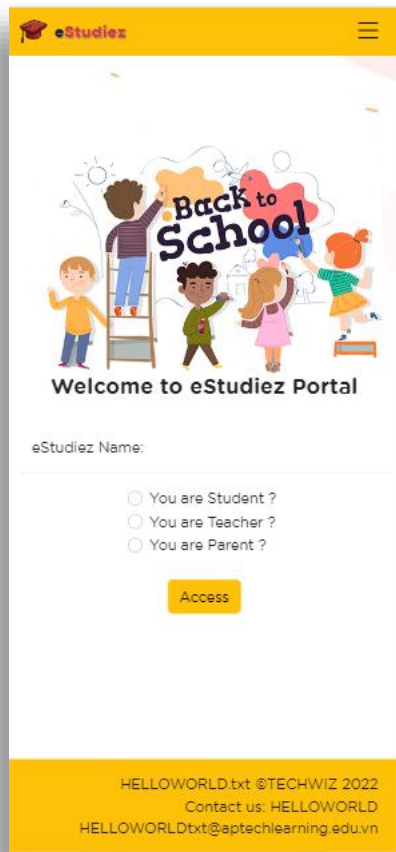 eStudiez
Back to
School
Welcome to eStudiez Portal
eStudiez Name:
You are Student ?
You are Teacher ?
You are Parent ?
Access
HELLOWORLD.txt ©TECHWIZ 2022
Contact us: HELLOWORLD
HELLOWORLDtxt@aptechlearning.edu.vn